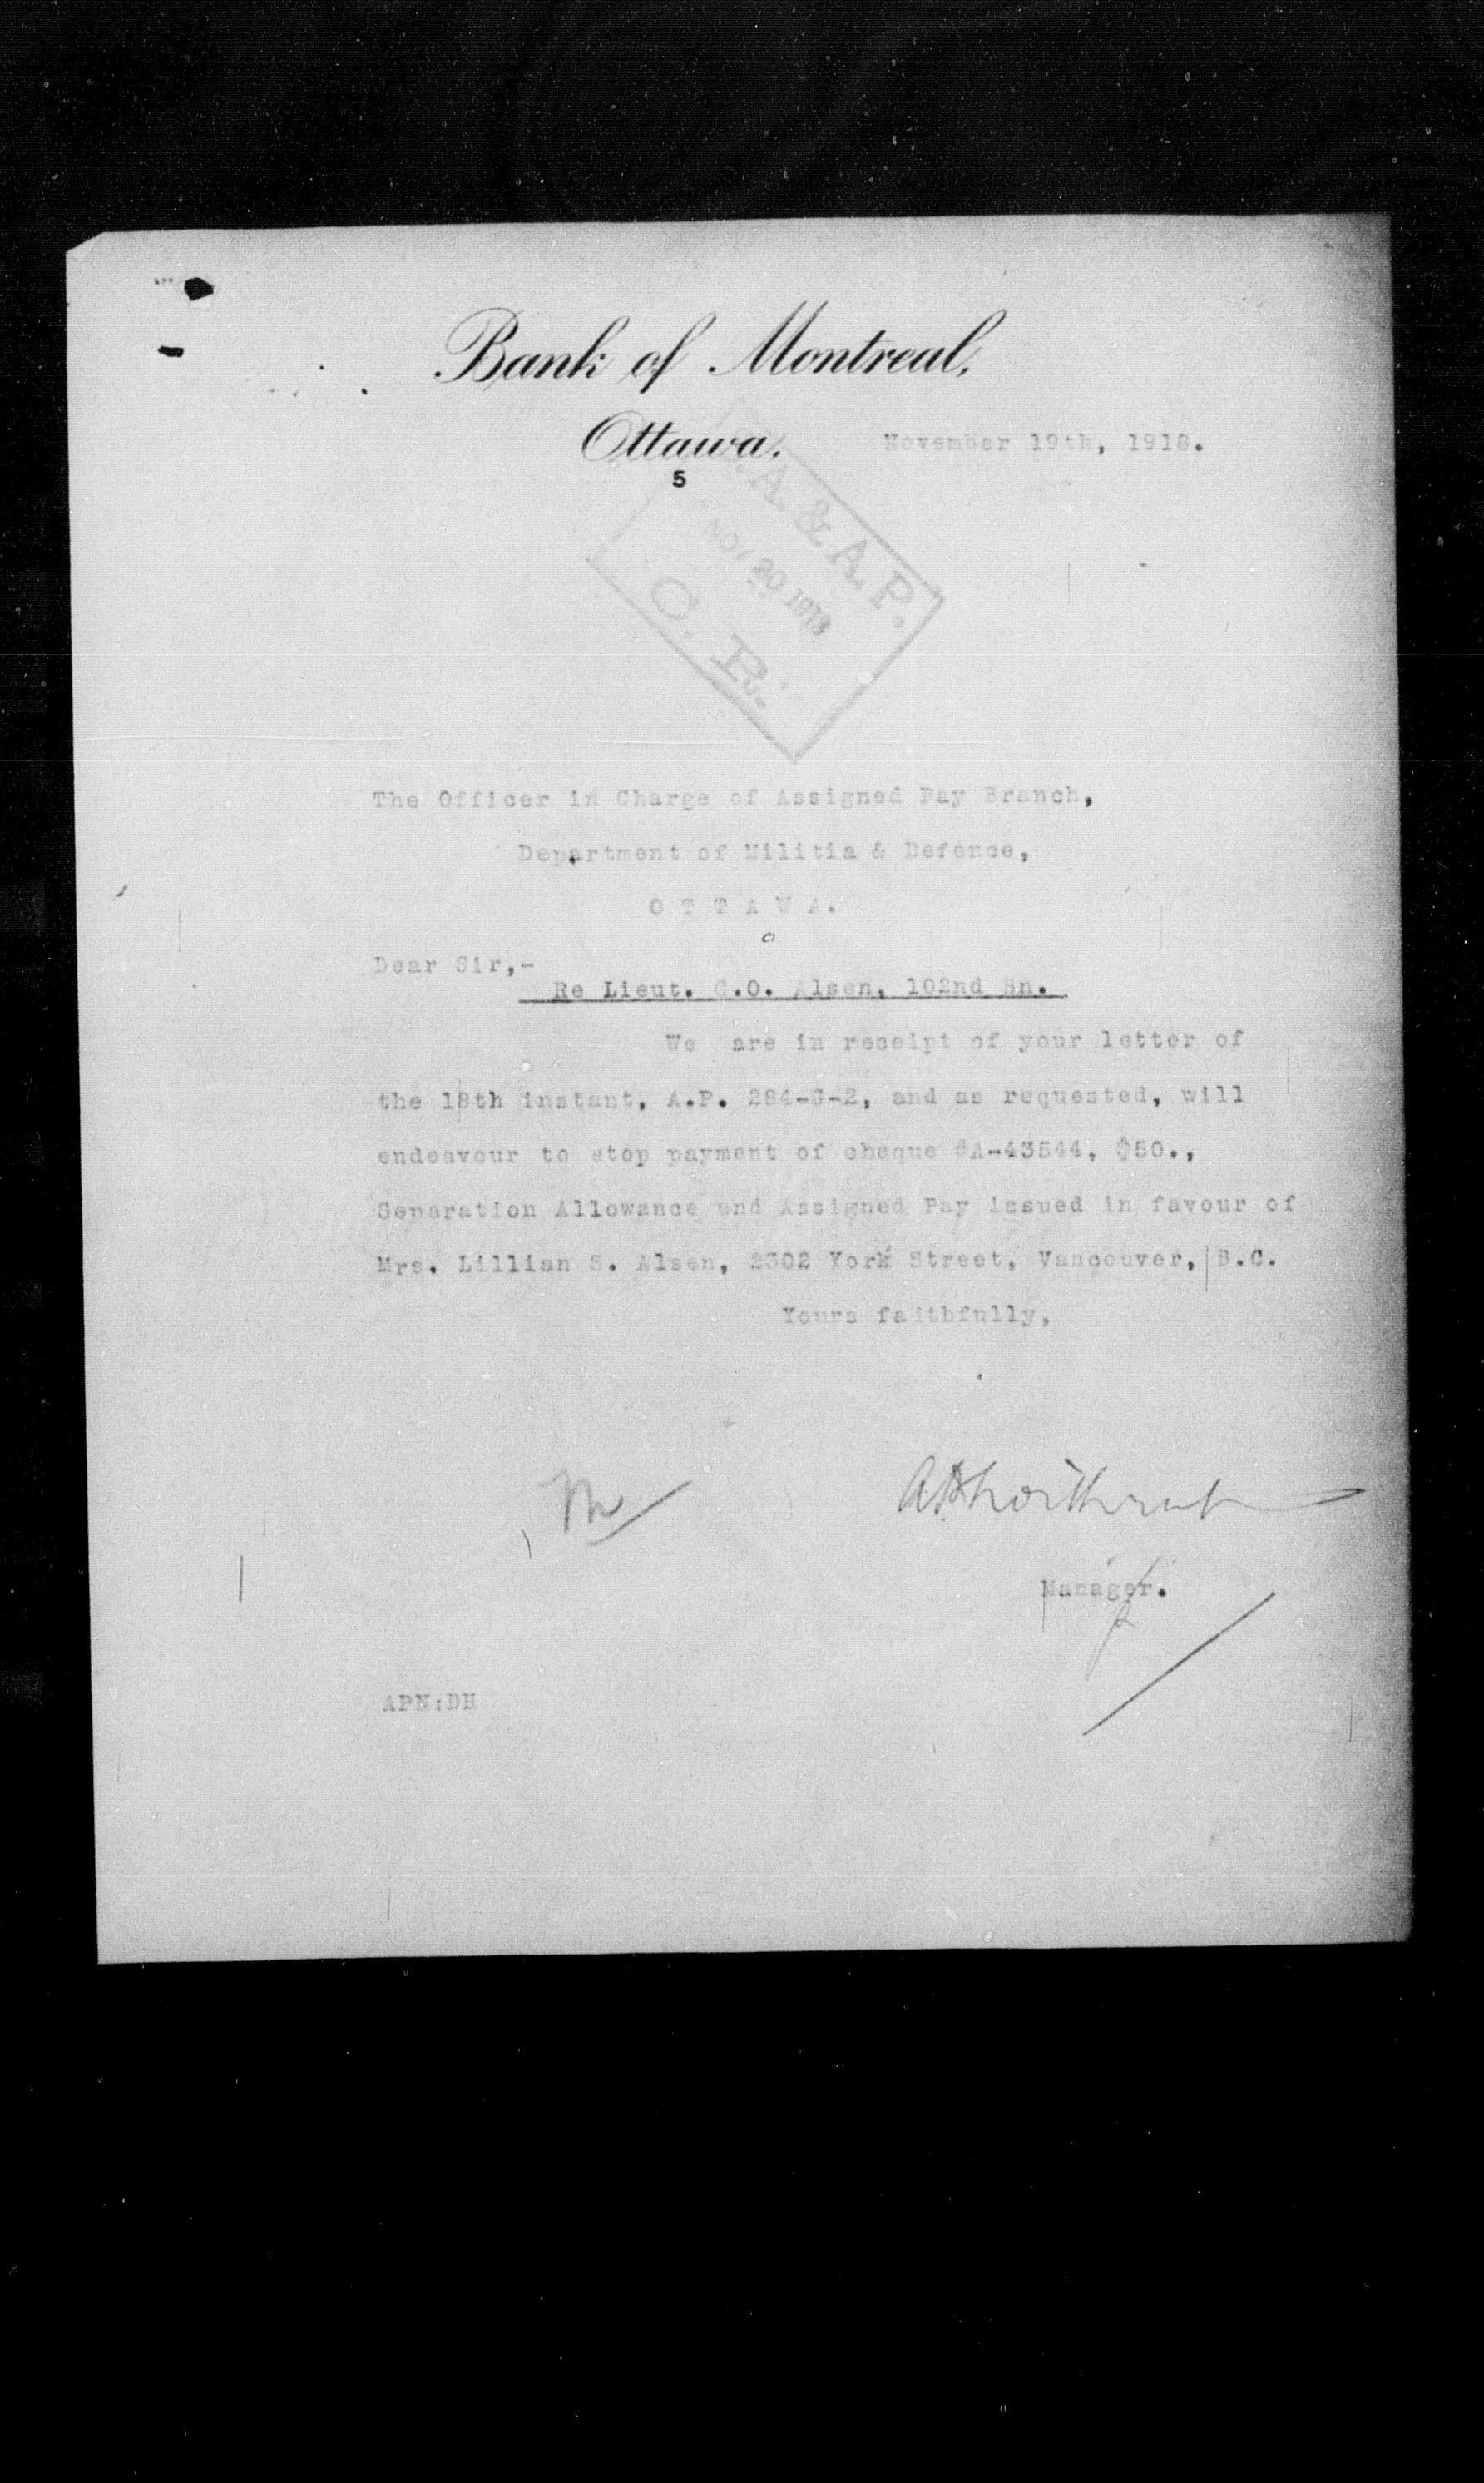 Bank of Montreal,
Ottawa. November 19th, 1918.
5
A. & A. P.
NOV 20 1918
C. R.
The Officer in Charge of Assigned Pay Branch,
Department of Militia & Defence,
O T T A W A.
Dear Sir,-
Re Lieut. C.O. Alsen, 102nd Bn.
We are in receipt of your letter of
the 18th instant, A.P. 284-G-2, and as requested, will
endeavour to stop payment of cheque #A-43544, $50.,
Separation Allowance and Assigned Pay issued in favour of
Mrs. Lillian S. Alsen, 2302 York Street, Vancouver, B.C.
Yours faithfully,
Manager.
APN:DH